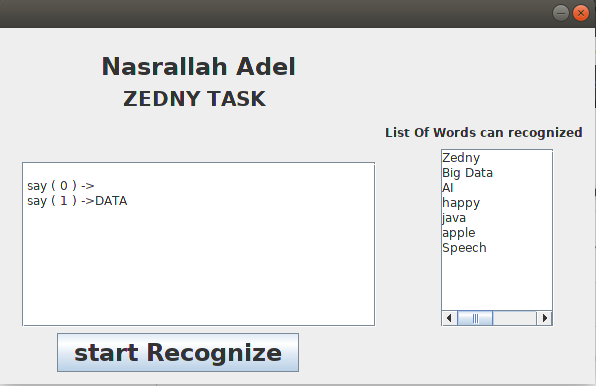 Nasrallah Adel
ZEDNY TASK
List Of Words can recognized
say ( 0 ) ->
say ( 1 ) ->DATA
Zedny
Big Data
AI
happy
java
apple
Speech
start Recognize